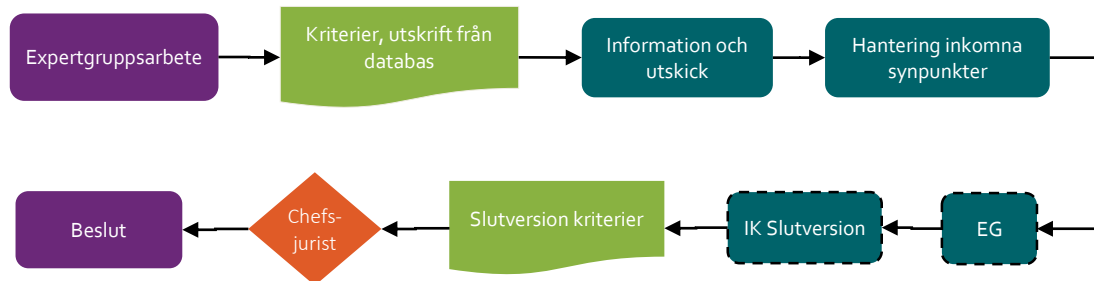 Expertgruppsarbete
Kriterier, utskrift från
databas
Information och
utskick
Hantering inkomna
synpunkter
Beslut
Chefs-
jurist
Slutversion kriterier
IK Slutversion
EG